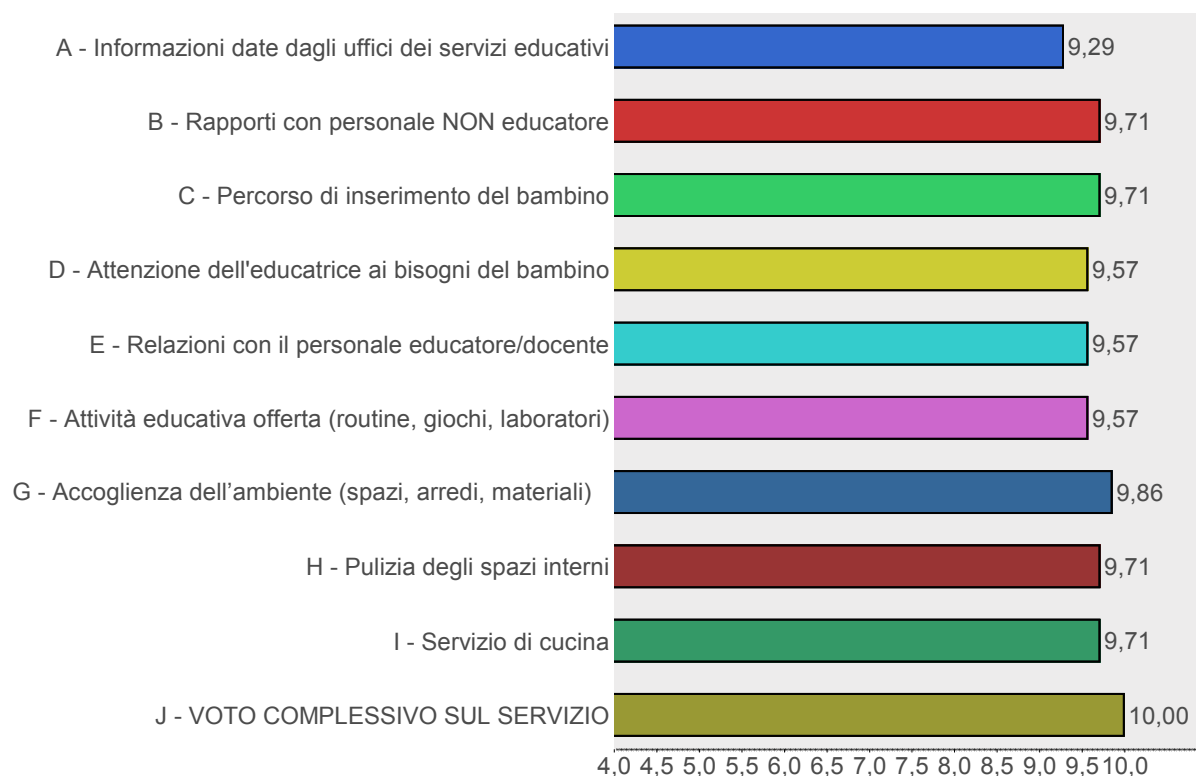 A - Informazioni date dagli uffici dei servizi educativi 9,29
B - Rapporti con personale NON educatore 9,71
C - Percorso di inserimento del bambino 9,71
D - Attenzione dell'educatrice ai bisogni del bambino 9,57
E - Relazioni con il personale educatore/docente 9,57
F - Attività educativa offerta (routine, giochi, laboratori) 9,57
G - Accoglienza dell’ambiente (spazi, arredi, materiali) 9,86
H - Pulizia degli spazi interni 9,71
I - Servizio di cucina 9,71
J - VOTO COMPLESSIVO SUL SERVIZIO 10,00
4,0 4,5 5,0 5,5 6,0 6,5 7,0 7,5 8,0 8,5 9,0 9,5 10,0